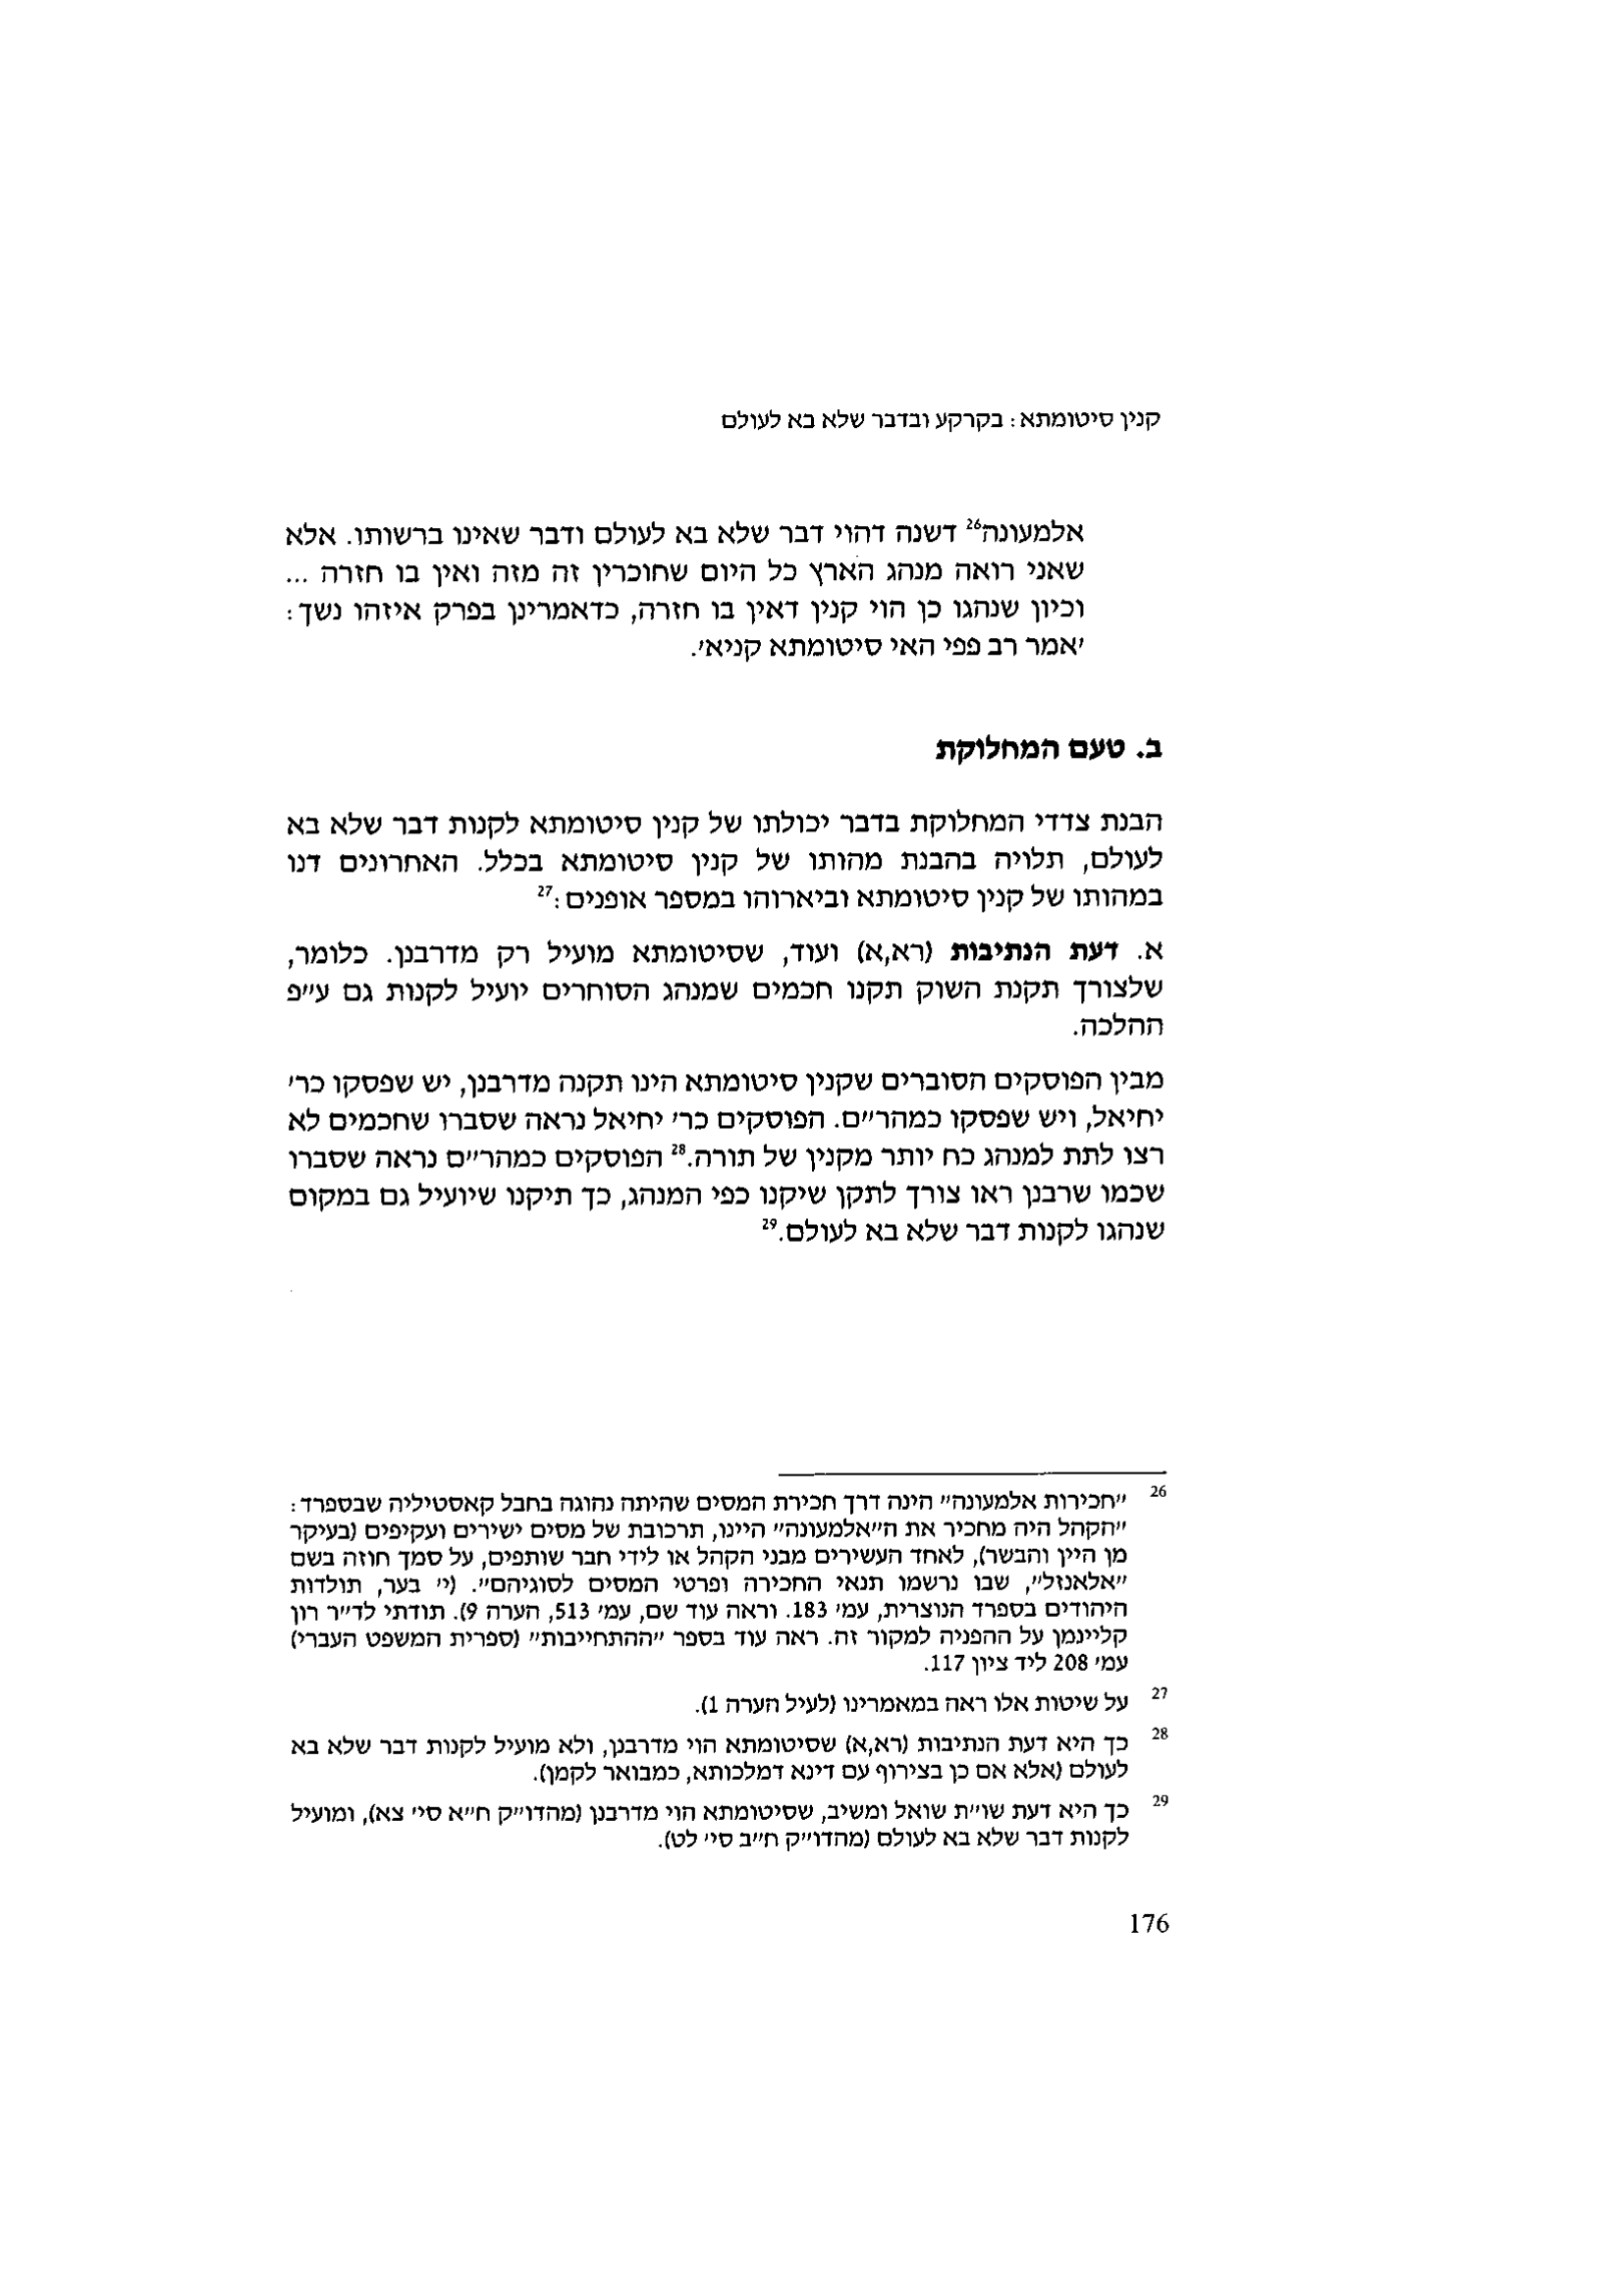 קנין סיטומתא: בקרקע ובדבר שלא בא לעולם
אלמעונה26 דשנה דהוי דבר שלא בא לעולם ודבר שאינו ברשותו. אלא
שאני רואה מנהג הארץ כל היום שחוכרין זה מזה ואין בו חזרה ...
וכיון שנהגו כן הוי קנין דאין בו חזרה, כדאמרינן בפרק איזהו נשך:
'אמר רב פפי האי סיטומתא קניא'.
ב. טעם המחלוקת
הבנת צדדי המחלוקת בדבר יכולתו של קנין סיטומתא לקנות דבר שלא בא
לעולם, תלויה בהבנת מהותו של קנין סיטומתא בכלל. האחרונים דנו
במהותו של קנין סיטומתא וביארוהו במספר אופנים:27
א. דעת הנתיבות (רא,א) ועוד, שסיטומתא מועיל רק מדרבנן. כלומר,
שלצורך תקנת השוק תקנו חכמים שמנהג הסוחרים יועיל לקנות גם ע"פ
ההלכה.
מבין הפוסקים הסוברים שקנין סיטומתא הינו תקנה מדרבנן, יש שפסקו כר'
יחיאל, ויש שפסקו כמהר"ם. הפוסקים כר' יחיאל נראה שסברו שחכמים לא
רצו לתת למנהג כח יותר מקנין של תורה.28 הפוסקים כמהר"ם נראה שסברו
שכמו שרבנן ראו צורך לתקן שיקנו כפי המנהג, כך תיקנו שיועיל גם במקום
שנהגו לקנות דבר שלא בא לעולם.29
26 "חכירות אלמעונה" הינה דרך חכירת המסים שהיתה נהוגה בחבל קאסטיליה שבספרד:
"הקהל היה מחכיר את ה"אלמעונה" היינו, תרכובת של מסים ישירים ועקיפים (בעיקר
מן היין והבשר), לאחד העשירים מבני הקהל או לידי חבר שותפים, על סמך חוזה בשם
"אלאנזל", שבו נרשמו תנאי החכירה ופרטי המסים לסוגיהם". (י' בער, תולדות
היהודים בספרד הנוצרית, עמ' 183. וראה עוד שם, עמ' 513, הערה 9). תודתי לד"ר רון
קליינמן על ההפניה למקור זה. ראה עוד בספר "ההתחייבות" (ספרית המשפט העברי)
עמ' 208 ליד ציון 117.
27 על שיטות אלו ראה במאמרינו (לעיל הערה 1).
28 כך היא דעת הנתיבות (רא,א) שסיטומתא הוי מדרבנן, ולא מועיל לקנות דבר שלא בא
לעולם (אלא אם כן בצירוף עם דינא דמלכותא, כמבואר לקמן).
29 כך היא דעת שו"ת שואל ומשיב, שסיטומתא הוי מדרבנן (מהדו"ק ח"א סי' צא), ומועיל
לקנות דבר שלא בא לעולם (מהדו"ק ח"ב סי' לט).
176